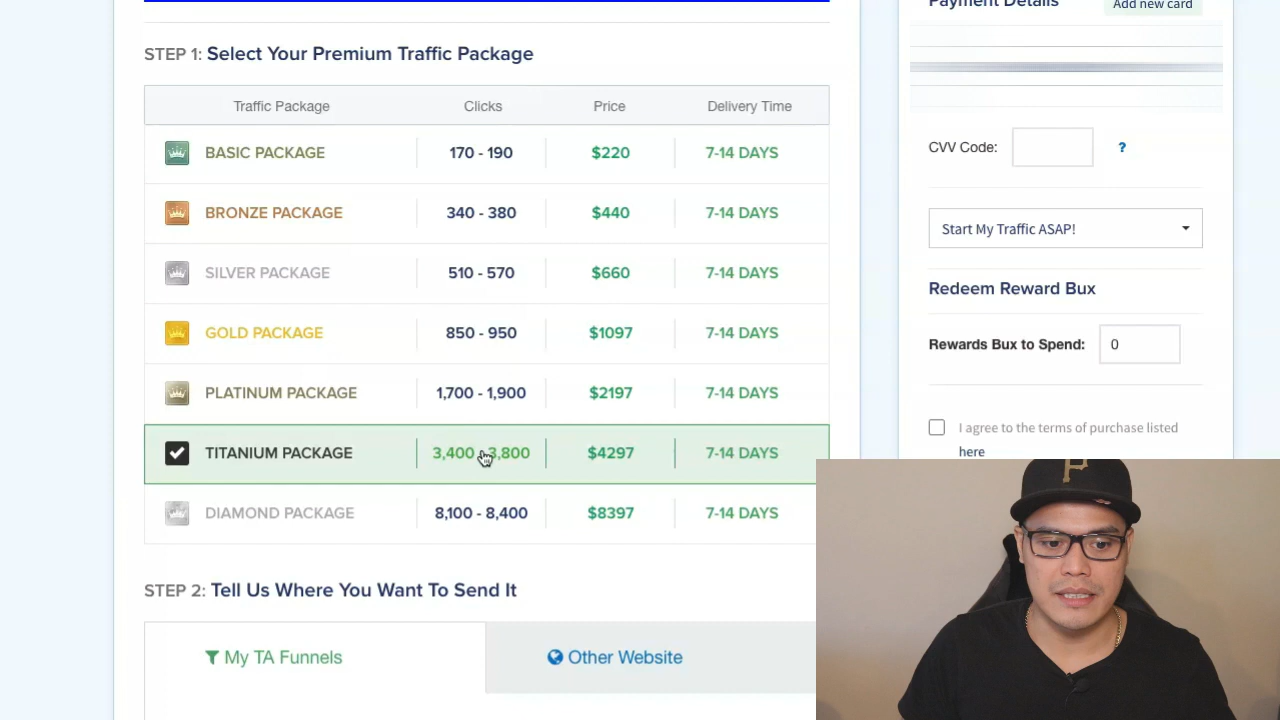 Payment Details
Add new card
STEP 1: Select Your Premium Traffic Package
Traffic Package Clicks Price Delivery Time
BASIC PACKAGE 170 - 190 $220 7-14 DAYS
BRONZE PACKAGE 340 - 380 $440 7-14 DAYS
SILVER PACKAGE 510 - 570 $660 7-14 DAYS
GOLD PACKAGE 850 - 950 $1097 7-14 DAYS
PLATINUM PACKAGE 1,700 - 1,900 $2197 7-14 DAYS
TITANIUM PACKAGE 3,400 - 3,800 $4297 7-14 DAYS
DIAMOND PACKAGE 8,100 - 8,400 $8397 7-14 DAYS
STEP 2: Tell Us Where You Want To Send It
My TA Funnels
Other Website
CVV Code: ?
Start My Traffic ASAP!
Redeem Reward Bux
Rewards Bux to Spend: 0
I agree to the terms of purchase listed
here
P